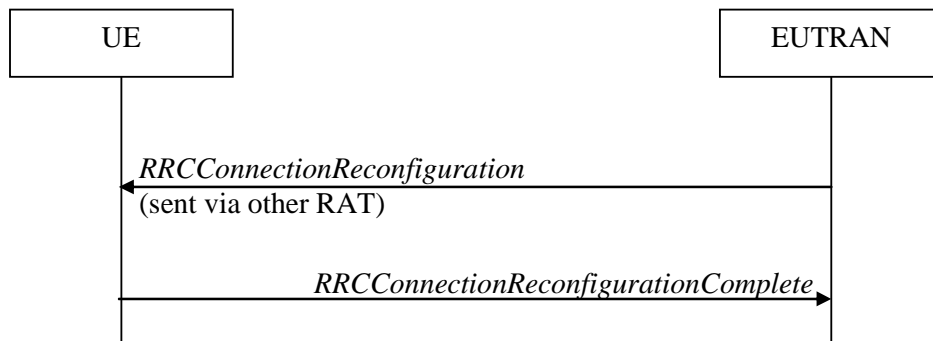 UE
EUTRAN
RRCConnectionReconfiguration
(sent via other RAT)
RRCConnectionReconfigurationComplete